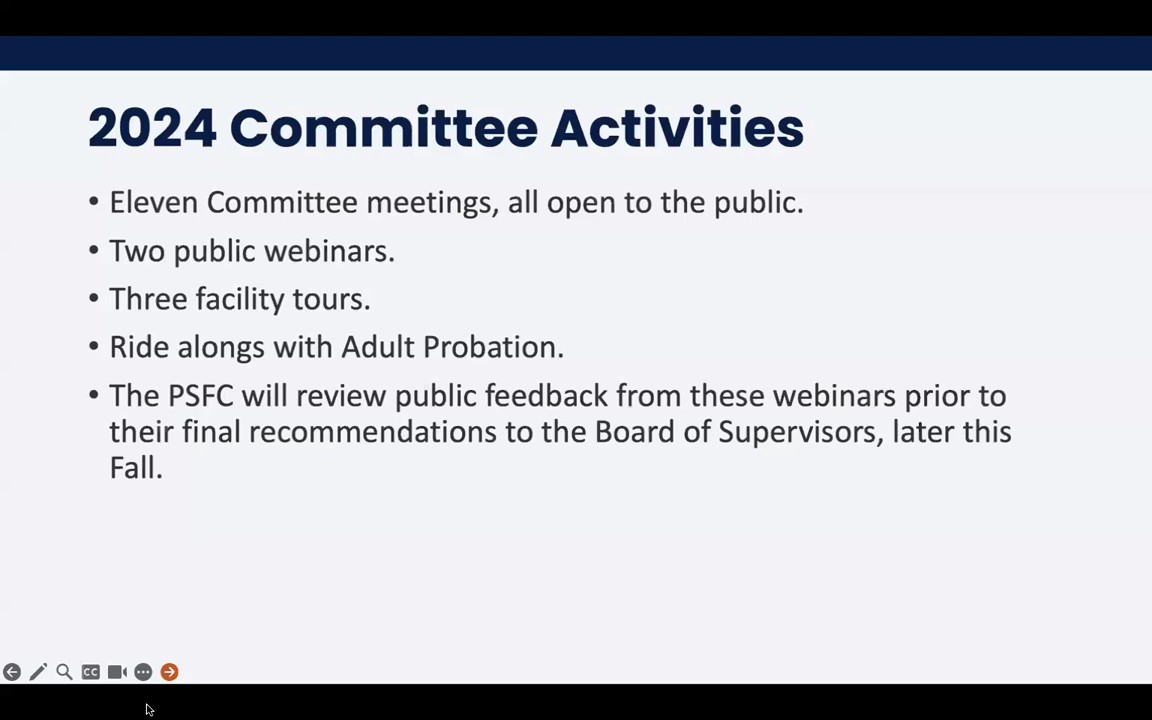 2024 Committee Activities
• Eleven Committee meetings, all open to the public.
• Two public webinars.
• Three facility tours.
• Ride alongs with Adult Probation.
• The PSFC will review public feedback from these webinars prior to
their final recommendations to the Board of Supervisors, later this
Fall.
CC